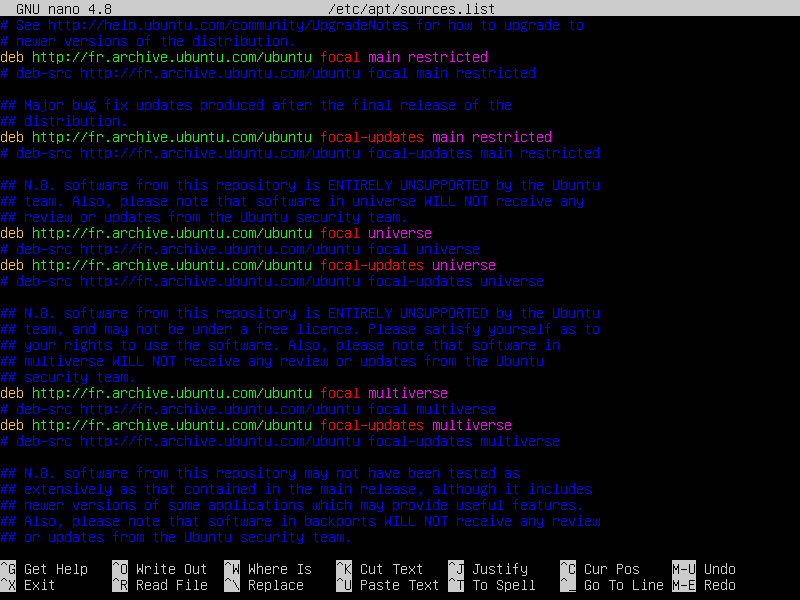 GNU nano 4.8 /etc/apt/sources.list
# See http://help.ubuntu.com/community/UpgradeNotes for how to upgrade to
# newer versions of the distribution.
deb http://fr.archive.ubuntu.com/ubuntu focal main restricted
# deb-src http://fr.archive.ubuntu.com/ubuntu focal main restricted

## Major bug fix updates produced after the final release of the
## distribution.
deb http://fr.archive.ubuntu.com/ubuntu focal-updates main restricted
# deb-src http://fr.archive.ubuntu.com/ubuntu focal-updates main restricted

## N.B. software from this repository is ENTIRELY UNSUPPORTED by the Ubuntu
## team. Also, please note that software in universe WILL NOT receive any
## review or updates from the Ubuntu security team.
deb http://fr.archive.ubuntu.com/ubuntu focal universe
# deb-src http://fr.archive.ubuntu.com/ubuntu focal universe
deb http://fr.archive.ubuntu.com/ubuntu focal-updates universe
# deb-src http://fr.archive.ubuntu.com/ubuntu focal-updates universe

## N.B. software from this repository is ENTIRELY UNSUPPORTED by the Ubuntu
## team, and may not be under a free licence. Please satisfy yourself as to
## your rights to use the software. Also, please note that software in
## multiverse WILL NOT receive any review or updates from the Ubuntu
## security team.
deb http://fr.archive.ubuntu.com/ubuntu focal multiverse
# deb-src http://fr.archive.ubuntu.com/ubuntu focal multiverse
deb http://fr.archive.ubuntu.com/ubuntu focal-updates multiverse
# deb-src http://fr.archive.ubuntu.com/ubuntu focal-updates multiverse

## N.B. software from this repository may not have been tested as
## extensively as that contained in the main release, although it includes
## newer versions of some applications which may provide useful features.
## Also, please note that software in backports WILL NOT receive any review
## or updates from the Ubuntu security team.

^G Get Help ^O Write Out ^W Where Is ^K Cut Text ^J Justify ^C Cur Pos M-U Undo
^X Exit ^R Read File ^\ Replace ^U Paste Text ^T To Spell ^_ Go To Line M-E Redo